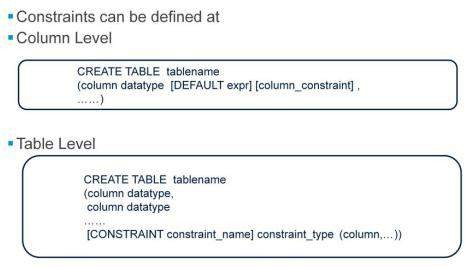 ▪ Constraints can be defined at
▪ Column Level
CREATE TABLE tablename
(column datatype [DEFAULT expr] [column_constraint] ,
……)
▪ Table Level
CREATE TABLE tablename
(column datatype,
column datatype
……
[CONSTRAINT constraint_name] constraint_type (column,…))